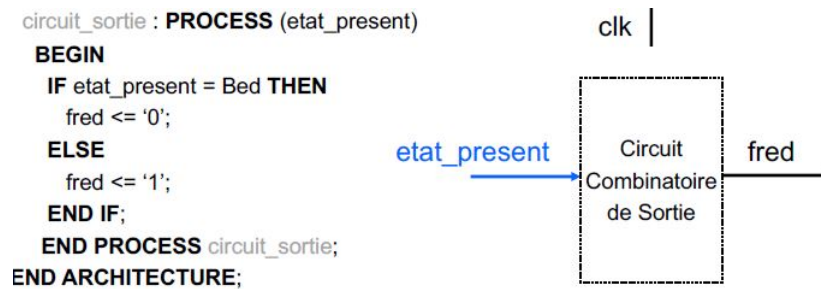 circuit_sortie : PROCESS (etat_present)
BEGIN
IF etat_present = Bed THEN
fred <= ‘0’;
ELSE
fred <= ‘1’;
END IF;
END PROCESS circuit_sortie;
END ARCHITECTURE;
clk
etat_present
Circuit
Combinatoire
de Sortie
fred